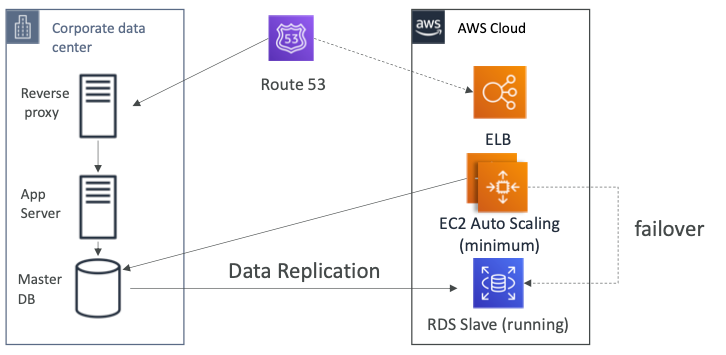 Corporate data
center
53
Route 53
aws
AWS Cloud
Reverse
proxy
ELB
App
Server
EC2 Auto Scaling
(minimum)
failover
Master
DB
Data Replication
RDS Slave (running)